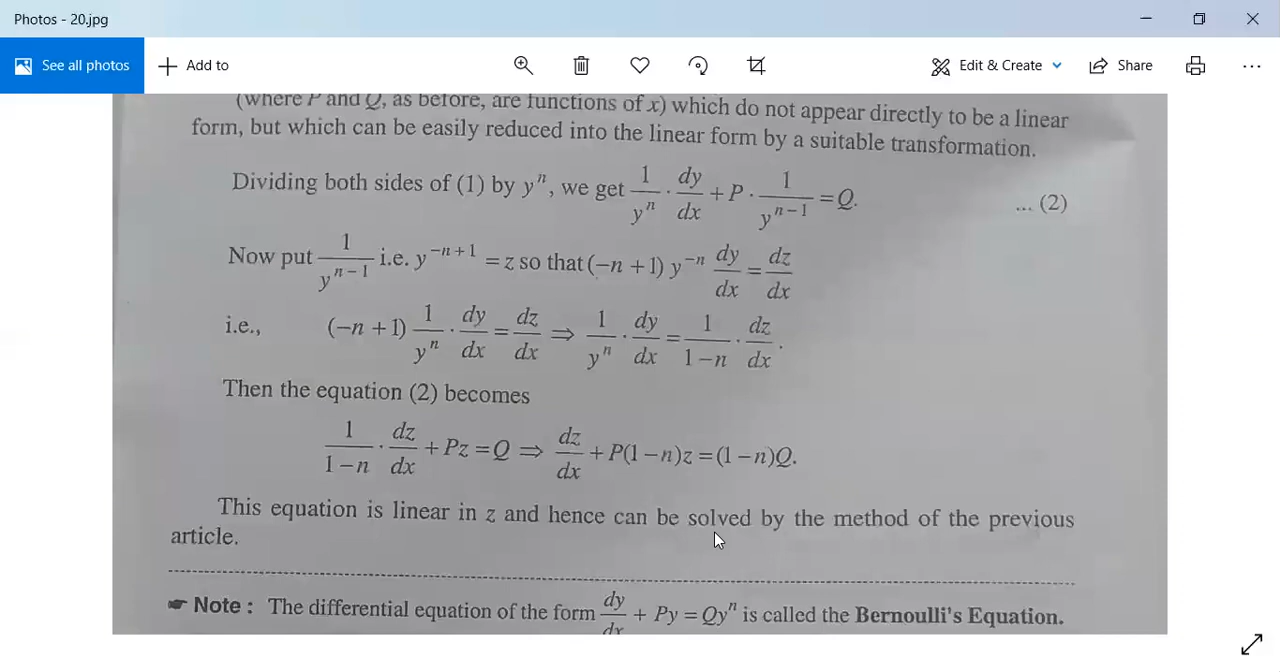 Photos - 20.jpg
See all photos
Add to
Edit & Create
Share
(where P and Q, as before, are functions of x) which do not appear directly to be a linear
form, but which can be easily reduced into the linear form by a suitable transformation.
Dividing both sides of (1) by yⁿ, we get 1/yⁿ · dy/dx + P · 1/yⁿ⁻¹ = Q. ... (2)
Now put 1/yⁿ⁻¹ i.e. y⁻ⁿ⁺¹ = z so that (–n + 1) y⁻ⁿ dy/dx = dz/dx
i.e., (–n + 1) 1/yⁿ · dy/dx = dz/dx ⇒ 1/yⁿ · dy/dx = 1/1–n · dz/dx.
Then the equation (2) becomes
1/1–n · dz/dx + Pz = Q ⇒ dz/dx + P(1–n)z = (1–n)Q.
This equation is linear in z and hence can be solved by the method of the previous
article.
☛ Note : The differential equation of the form dy/dx + Py = Qyⁿ is called the Bernoulli's Equation.